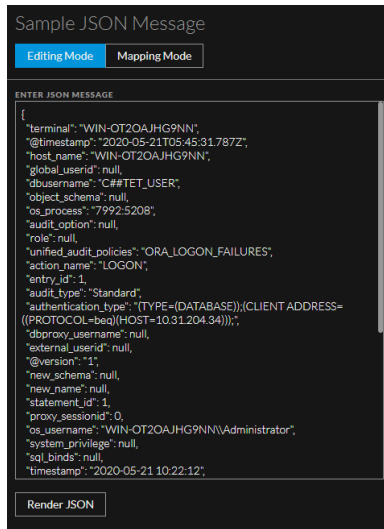 Sample JSON Message
Editing Mode Mapping Mode
ENTER JSON MESSAGE
{
"terminal": "WIN-OT2OAJHG9NN",
"@timestamp": "2020-05-21T05:45:31.787Z",
"host_name": "WIN-OT2OAJHG9NN",
"global_userid": null,
"dbusername": "C##TET_USER",
"object_schema": null,
"os_process": "7992:5208",
"audit_option": null,
"role": null,
"unified_audit_policies": "ORA_LOGON_FAILURES",
"action_name": "LOGON",
"entry_id": 1,
"audit_type": "Standard",
"authentication_type": "(TYPE=(DATABASE));(CLIENT ADDRESS=
((PROTOCOL=beq)(HOST=10.31.204.34)));",
"dbproxy_username": null,
"external_userid": null,
"@version": "1",
"new_schema": null,
"new_name": null,
"statement_id": 1,
"proxy_sessionid": 0,
"os_username": "WIN-OT2OAJHG9NN\\Administrator",
"system_privilege": null,
"sql_binds": null,
"timestamp": "2020-05-21 10:22:12",
Render JSON